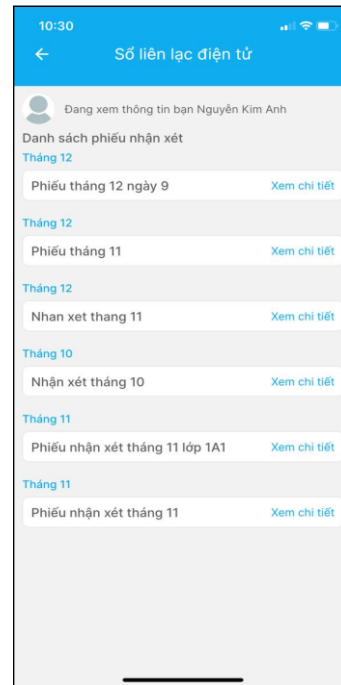 10:30
Sổ liên lạc điện tử
Đang xem thông tin bạn Nguyễn Kim Anh
Danh sách phiếu nhận xét
Tháng 12
Phiếu tháng 12 ngày 9 Xem chi tiết
Tháng 12
Phiếu tháng 11 Xem chi tiết
Tháng 12
Nhan xet thang 11 Xem chi tiết
Tháng 10
Nhận xét tháng 10 Xem chi tiết
Tháng 11
Phiếu nhận xét tháng 11 lớp 1A1 Xem chi tiết
Tháng 11
Phiếu nhận xét tháng 11 Xem chi tiết